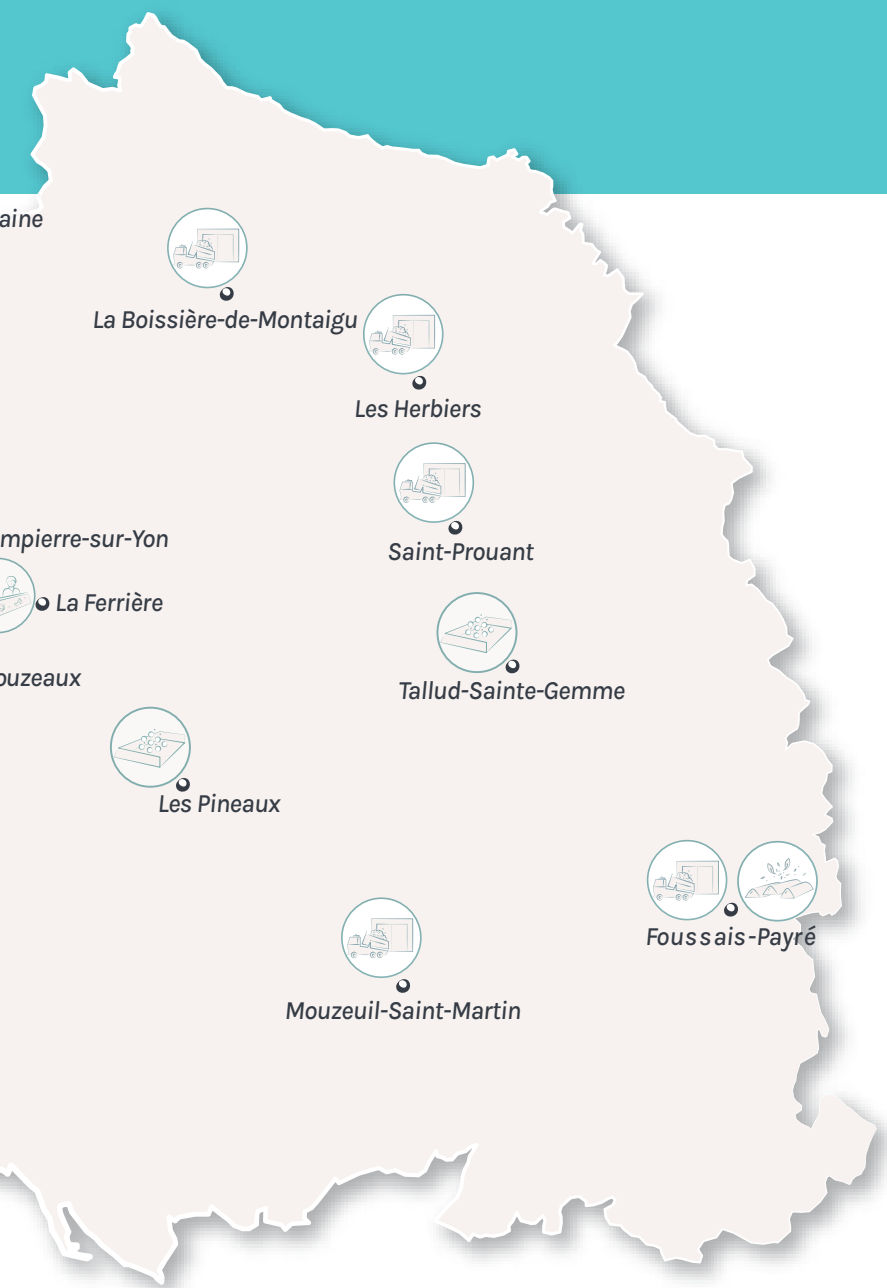 aine
La Boissière-de-Montaigu
Les Herbiers
mpierre-sur-Yon
Saint-Prouant
La Ferrière
ouzeaux
Tallud-Sainte-Gemme
Les Pineaux
Foussais-Payré
Mouzeuil-Saint-Martin